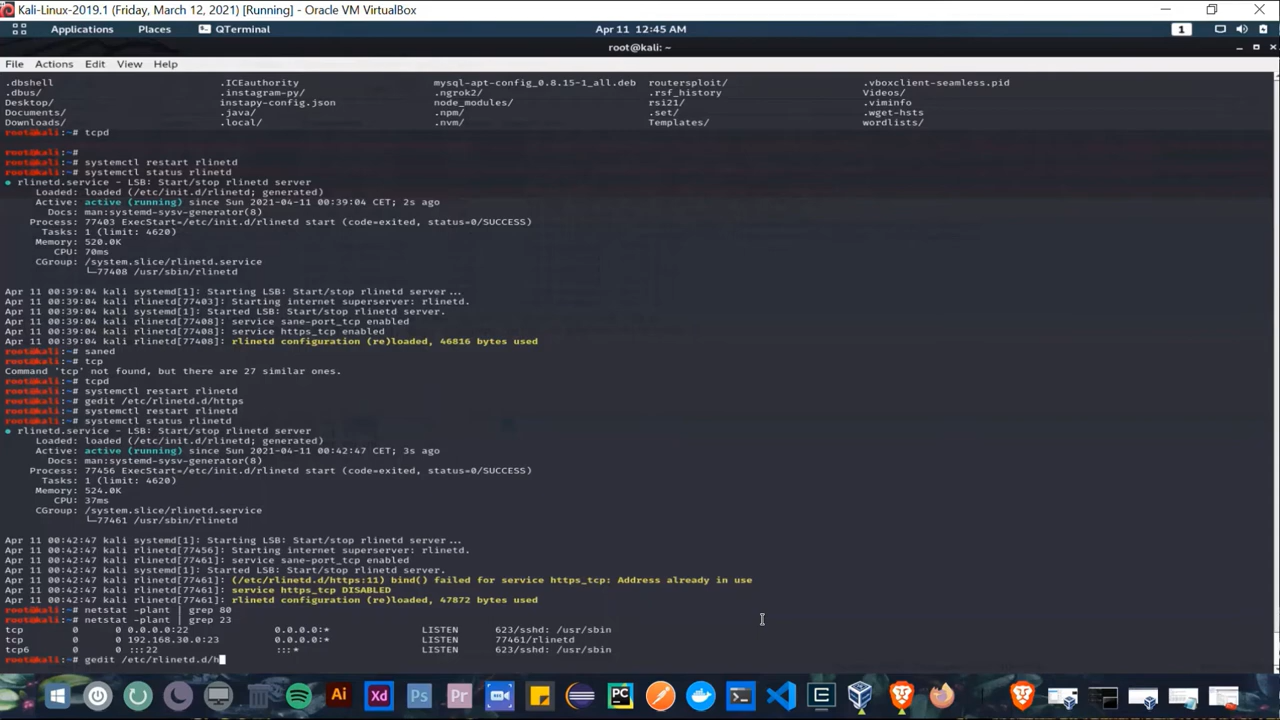 Kali-Linux-2019.1 (Friday, March 12, 2021) [Running] - Oracle VM VirtualBox
Applications Places QTerminal Apr 11 12:45 AM 1
root@kali: ~
File Actions Edit View Help
.dbshell .ICEauthority mysql-apt-config_0.8.15-1_all.deb routersploit/ .vboxclient-seamless.pid
.dbus/ .instagram-py/ .ngrok2/ .rsf_history Videos/
Desktop/ instapy-config.json node_modules/ rsi21/ .viminfo
Documents/ .java/ .npm/ .set/ .wget-hsts
Downloads/ .local/ .nvm/ Templates/ wordlists/
root@kali:~# tcpd
root@kali:~#
root@kali:~# systemctl restart rlinetd
root@kali:~# systemctl status rlinetd
● rlinetd.service - LSB: Start/stop rlinetd server
Loaded: loaded (/etc/init.d/rlinetd; generated)
Active: active (running) since Sun 2021-04-11 00:39:04 CET; 2s ago
Docs: man:systemd-sysv-generator(8)
Process: 77403 ExecStart=/etc/init.d/rlinetd start (code=exited, status=0/SUCCESS)
Tasks: 1 (limit: 4620)
Memory: 520.0K
CPU: 70ms
CGroup: /system.slice/rlinetd.service
└─77408 /usr/sbin/rlinetd
Apr 11 00:39:04 kali systemd[1]: Starting LSB: Start/stop rlinetd server...
Apr 11 00:39:04 kali rlinetd[77403]: Starting internet superserver: rlinetd.
Apr 11 00:39:04 kali systemd[1]: Started LSB: Start/stop rlinetd server.
Apr 11 00:39:04 kali rlinetd[77408]: service sane-port_tcp enabled
Apr 11 00:39:04 kali rlinetd[77408]: service https_tcp enabled
Apr 11 00:39:04 kali rlinetd[77408]: rlinetd configuration (re)loaded, 46816 bytes used
root@kali:~# saned
root@kali:~# tcp
Command 'tcp' not found, but there are 27 similar ones.
root@kali:~# tcpd
root@kali:~# systemctl restart rlinetd
root@kali:~# gedit /etc/rlinetd.d/https
root@kali:~# systemctl restart rlinetd
root@kali:~# systemctl status rlinetd
● rlinetd.service - LSB: Start/stop rlinetd server
Loaded: loaded (/etc/init.d/rlinetd; generated)
Active: active (running) since Sun 2021-04-11 00:42:47 CET; 3s ago
Docs: man:systemd-sysv-generator(8)
Process: 77456 ExecStart=/etc/init.d/rlinetd start (code=exited, status=0/SUCCESS)
Tasks: 1 (limit: 4620)
Memory: 524.0K
CPU: 37ms
CGroup: /system.slice/rlinetd.service
└─77461 /usr/sbin/rlinetd
Apr 11 00:42:47 kali systemd[1]: Starting LSB: Start/stop rlinetd server...
Apr 11 00:42:47 kali rlinetd[77456]: Starting internet superserver: rlinetd.
Apr 11 00:42:47 kali rlinetd[77461]: service sane-port_tcp enabled
Apr 11 00:42:47 kali systemd[1]: Started LSB: Start/stop rlinetd server.
Apr 11 00:42:47 kali rlinetd[77461]: (/etc/rlinetd.d/https:11) bind() failed for service https_tcp: Address already in use
Apr 11 00:42:47 kali rlinetd[77461]: service https_tcp DISABLED
Apr 11 00:42:47 kali rlinetd[77461]: rlinetd configuration (re)loaded, 47872 bytes used
root@kali:~# netstat -plant | grep 80
root@kali:~# netstat -plant | grep 23
tcp 0 0 0.0.0.0:22 0.0.0.0:* LISTEN 623/sshd: /usr/sbin
tcp 0 0 192.168.30.0:23 0.0.0.0:* LISTEN 77461/rlinetd
tcp6 0 0 :::22 :::* LISTEN 623/sshd: /usr/sbin
root@kali:~# gedit /etc/rlinetd.d/h
Ai Xd Ps Pr PC